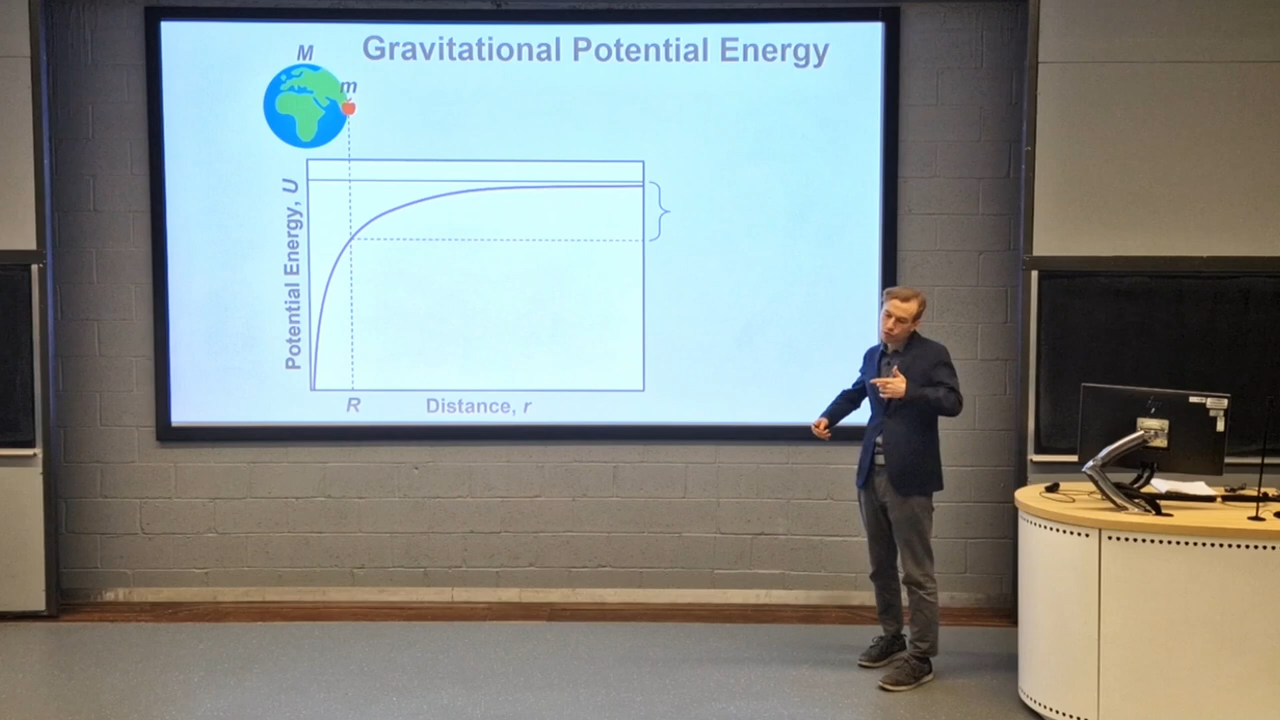 M
Gravitational Potential Energy
m
Potential Energy, U
R
Distance, r